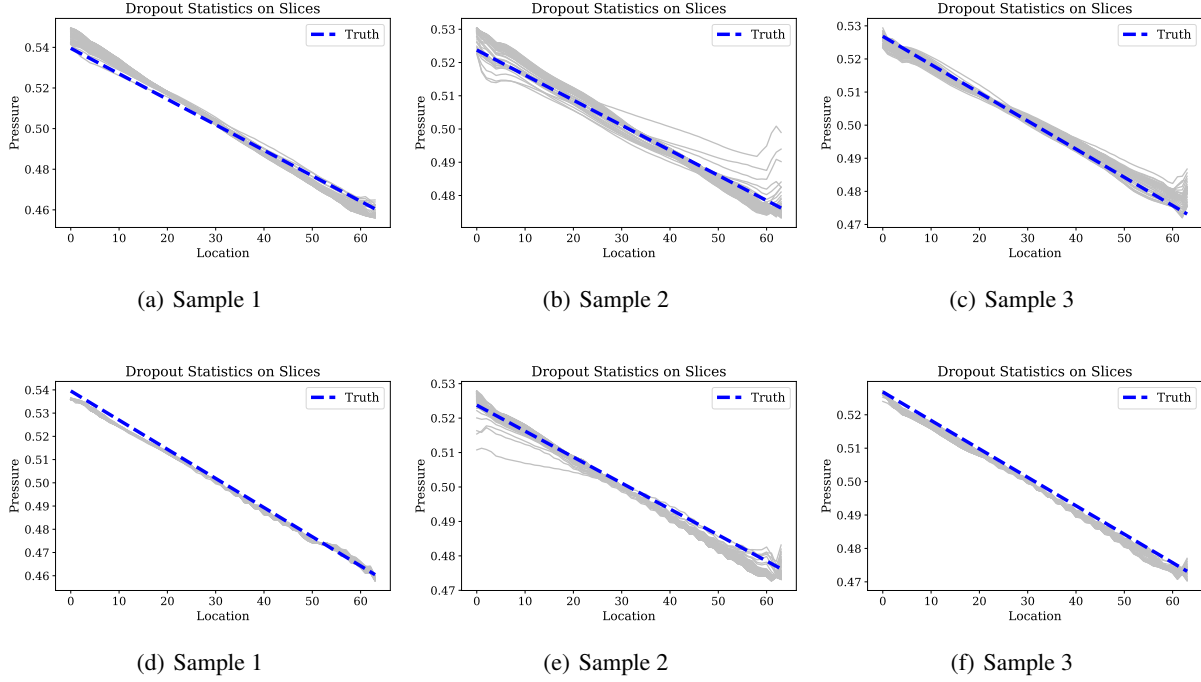 Dropout Statistics on Slices
Truth
Pressure
0.54
0.52
0.50
0.48
0.46
0 10 20 30 40 50 60
Location
(a) Sample 1
Dropout Statistics on Slices
Truth
Pressure
0.53
0.52
0.51
0.50
0.49
0.48
0 10 20 30 40 50 60
Location
(b) Sample 2
Dropout Statistics on Slices
Truth
Pressure
0.53
0.52
0.51
0.50
0.49
0.48
0.47
0 10 20 30 40 50 60
Location
(c) Sample 3
Dropout Statistics on Slices
Truth
Pressure
0.54
0.53
0.52
0.51
0.50
0.49
0.48
0.47
0.46
0 10 20 30 40 50 60
Location
(d) Sample 1
Dropout Statistics on Slices
Truth
Pressure
0.53
0.52
0.51
0.50
0.49
0.48
0.47
0 10 20 30 40 50 60
Location
(e) Sample 2
Dropout Statistics on Slices
Truth
Pressure
0.52
0.51
0.50
0.49
0.48
0.47
0 10 20 30 40 50 60
Location
(f) Sample 3